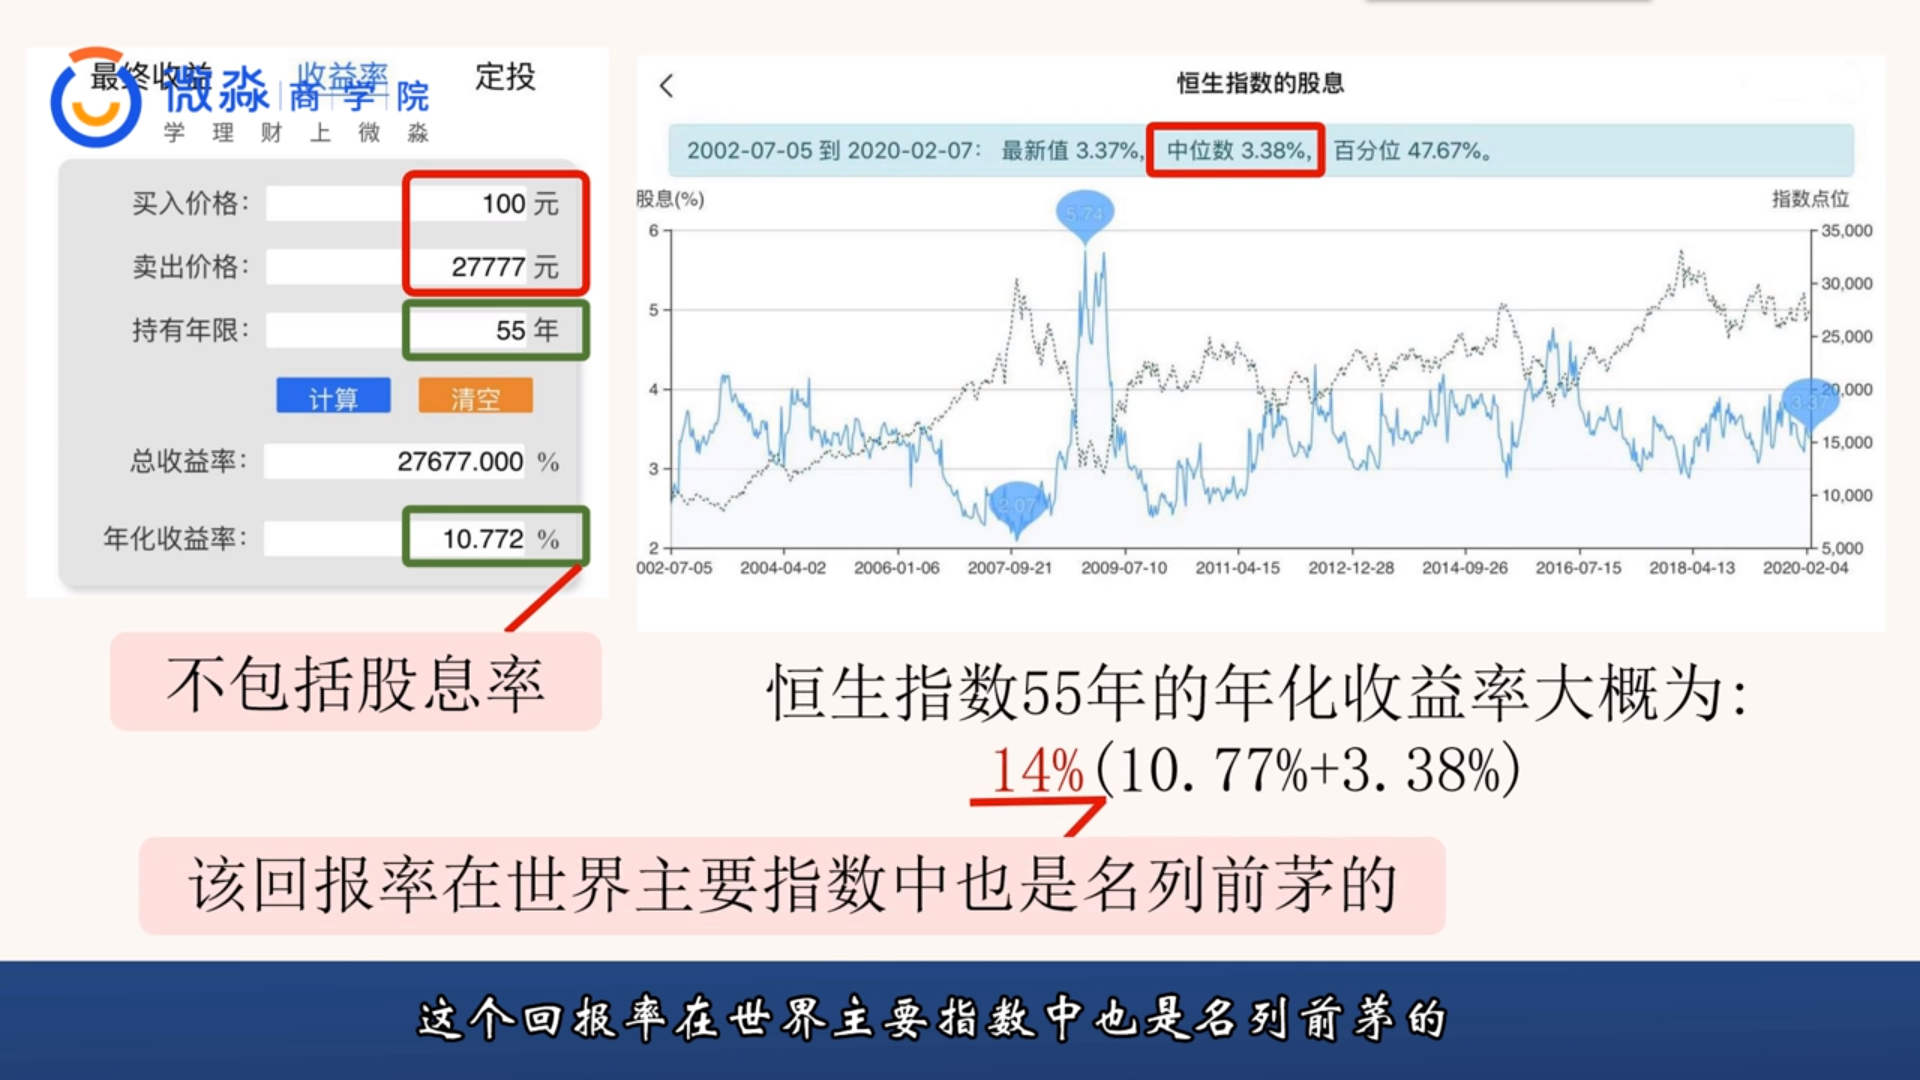 最终收益 收益率 定投
微淼 商学院
学理财上微淼
买入价格: 100 元
卖出价格: 27777 元
持有年限: 55 年
计算 清空
总收益率: 27677.000 %
年化收益率: 10.772 %
不包括股息率
恒生指数的股息
2002-07-05 到 2020-02-07: 最新值 3.37%, 中位数 3.38%, 百分位 47.67%。
股息(%) 指数点位
5.74
6 35,000
30,000
5
25,000
4 20,000
3.37
15,000
3
10,000
2.07
2 5,000
002-07-05 2004-04-02 2006-01-06 2007-09-21 2009-07-10 2011-04-15 2012-12-28 2014-09-26 2016-07-15 2018-04-13 2020-02-04
恒生指数55年的年化收益率大概为:
14%(10.77%+3.38%)
该回报率在世界主要指数中也是名列前茅的
这个回报率在世界主要指数中也是名列前茅的